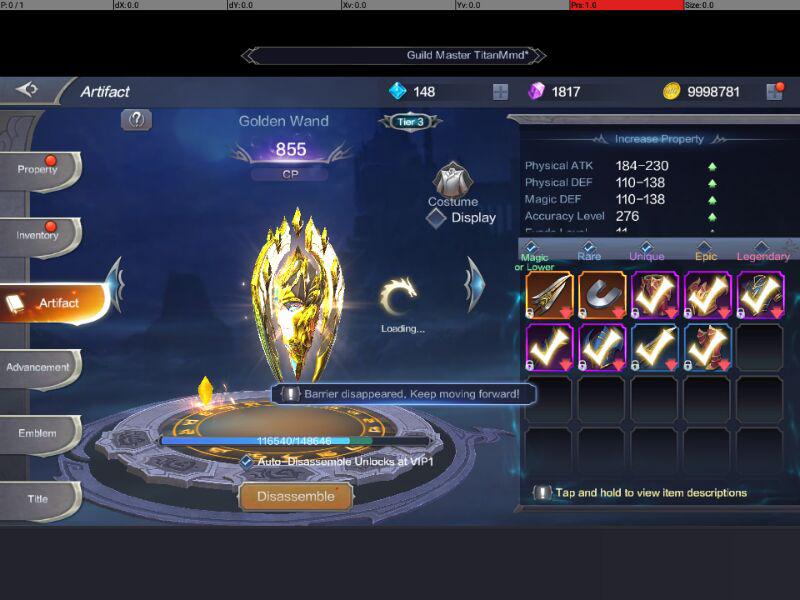 P: 0 / 1
dX: 0.0
dY: 0.0
Xv: 0.0
Yv: 0.0
Prs: 1.0
Size: 0.0
Guild Master TitanMmd*
Artifact
148
1817
9998781
?
Golden Wand
Tier 3
855
CP
Increase Property
Property
Physical ATK 184-230
Physical DEF 110-138
Magic DEF 110-138
Accuracy Level 276
Costume
Display
Inventory
Magic or Lower
Rare
Unique
Epic
Legendary
Artifact
Loading...
Advancement
Barrier disappeared. Keep moving forward!
Emblem
116540/148646
Auto-Disassemble Unlocks at VIP1
Title
Disassemble
Tap and hold to view item descriptions